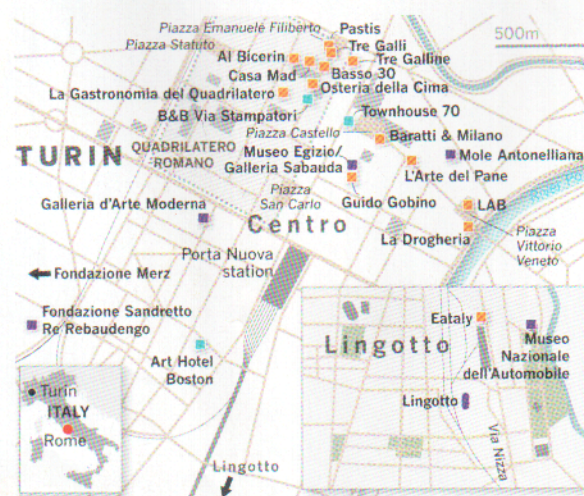 Piazza Emanuele Filiberto
Pastis
500m
Piazza Statuto
Tre Galli
Al Bicerin
Tre Galline
Casa Mad
Basso 30
La Gastronomia del Quadrilatero
Osteria della Cima
B&B Via Stampatori
Townhouse 70
Piazza Castello
Baratti & Milano
TURIN
QUADRILATERO
ROMANO
Museo Egizio/
Galleria Sabauda
Mole Antonelliana
L'Arte del Pane
Piazza
San Carlo
Guido Gobino
LAB
Galleria d'Arte Moderna
Centro
La Drogheria
Piazza
Vittorio
Veneto
Porta Nuova
station
Fondazione Merz
Fondazione Sandretto
Re Rebaudengo
Art Hotel
Boston
Eataly
Lingotto
Museo
Nazionale
dell'Automobile
Lingotto
Via Nizza
Turin
ITALY
Rome
Lingotto